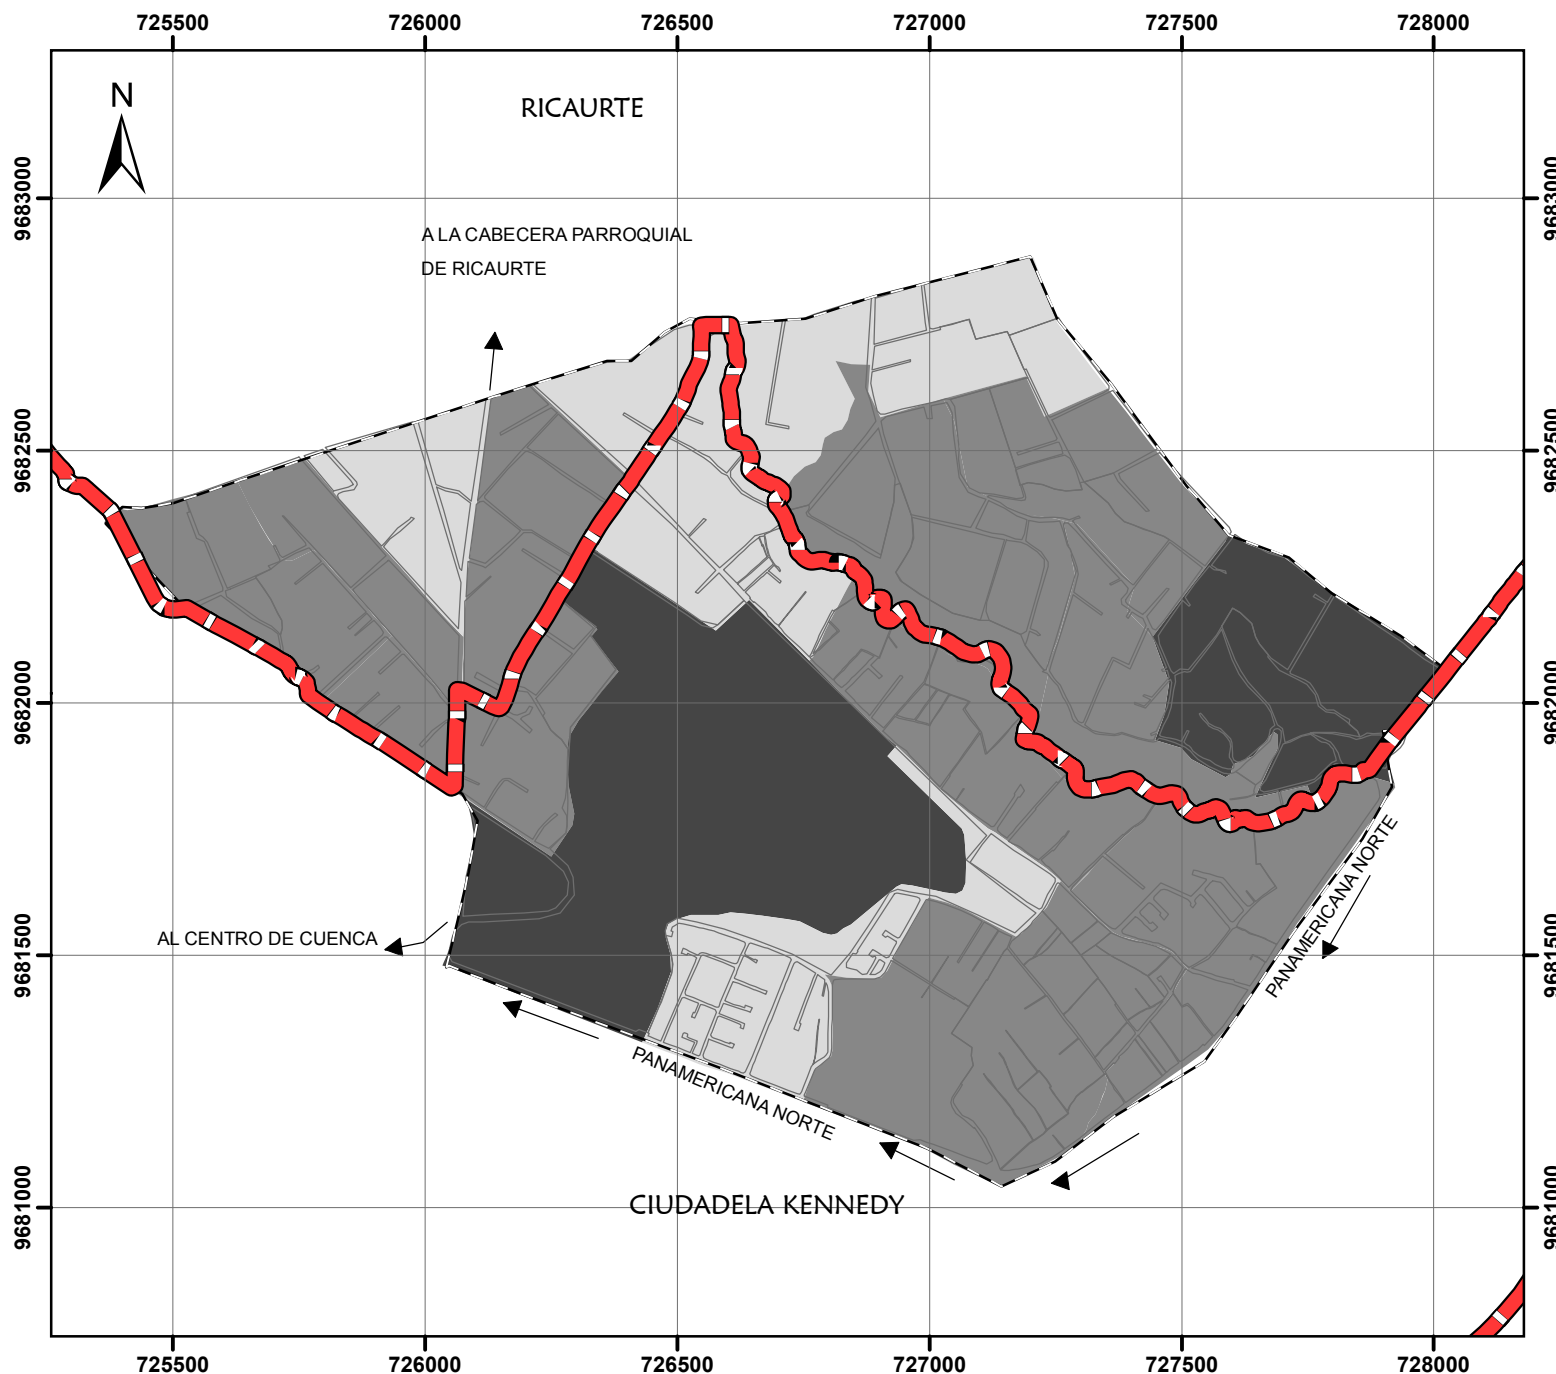 725500 726000 726500 727000 727500 728000
N
RICAURTE
9683000 9683000
A LA CABECERA PARROQUIAL
DE RICAURTE
9682500 9682500
9682000 9682000
PANAMERICANA NORTE
AL CENTRO DE CUENCA
9681500 9681500
PANAMERICANA NORTE
CIUDADELA KENNEDY
9681000 9681000
725500 726000 726500 727000 727500 728000